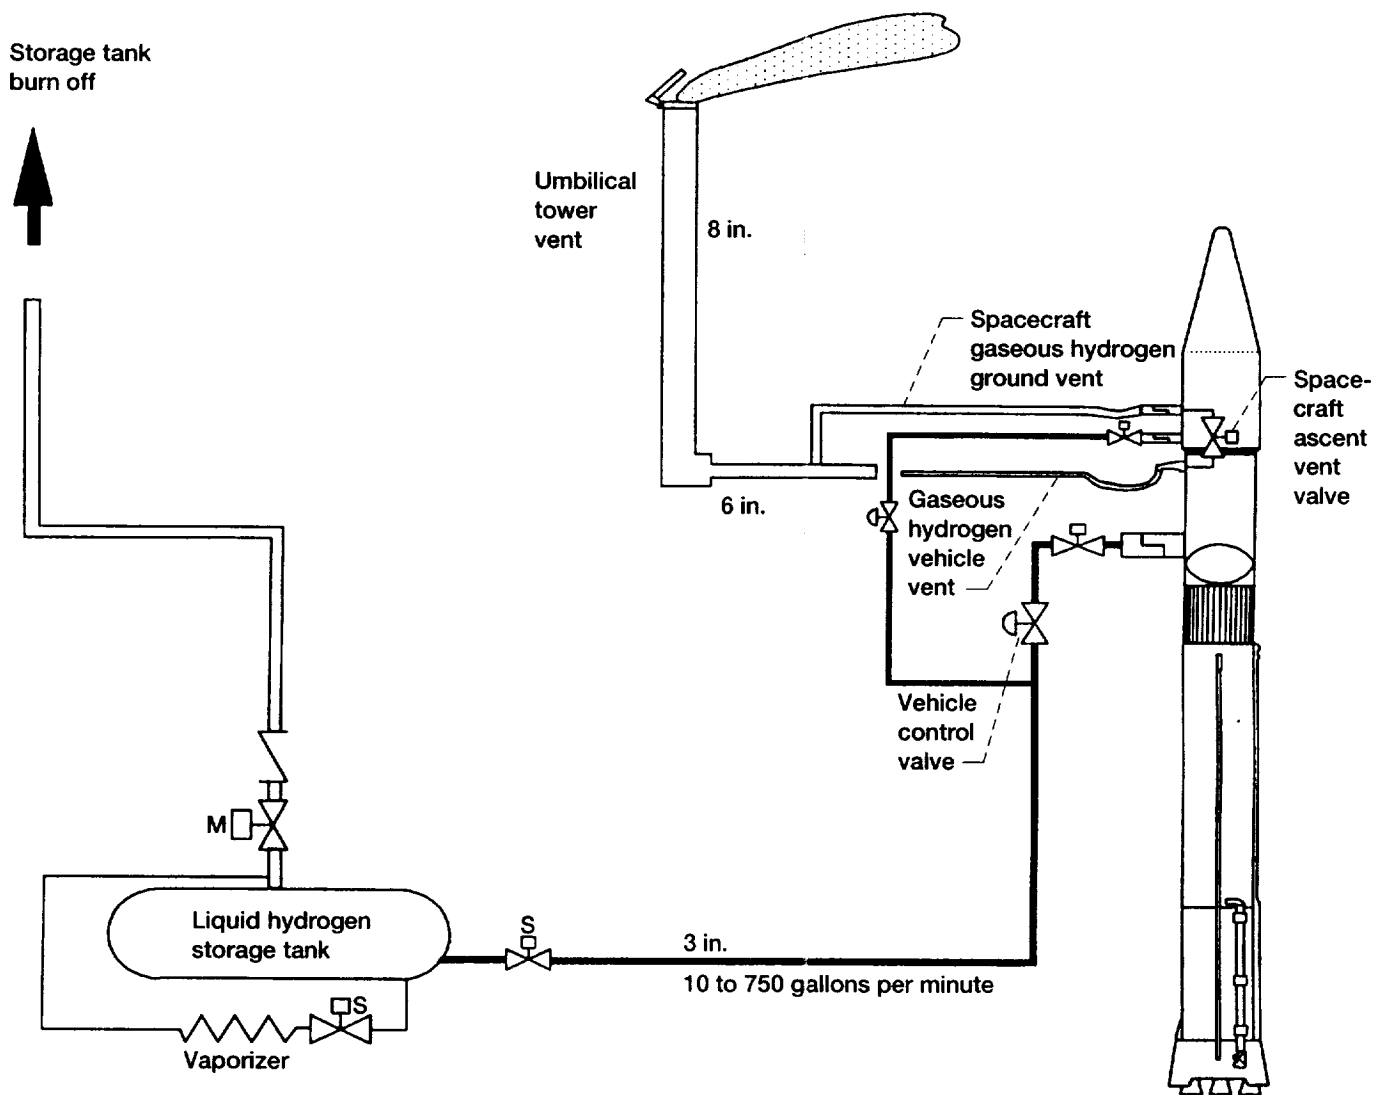 Storage tank
burn off
Umbilical
tower
vent
8 in.
Spacecraft
gaseous hydrogen
ground vent
Space-
craft
ascent
vent
valve
6 in.
Gaseous
hydrogen
vehicle
vent
Vehicle
control
valve
M
Liquid hydrogen
storage tank
S
3 in.
10 to 750 gallons per minute
S
Vaporizer